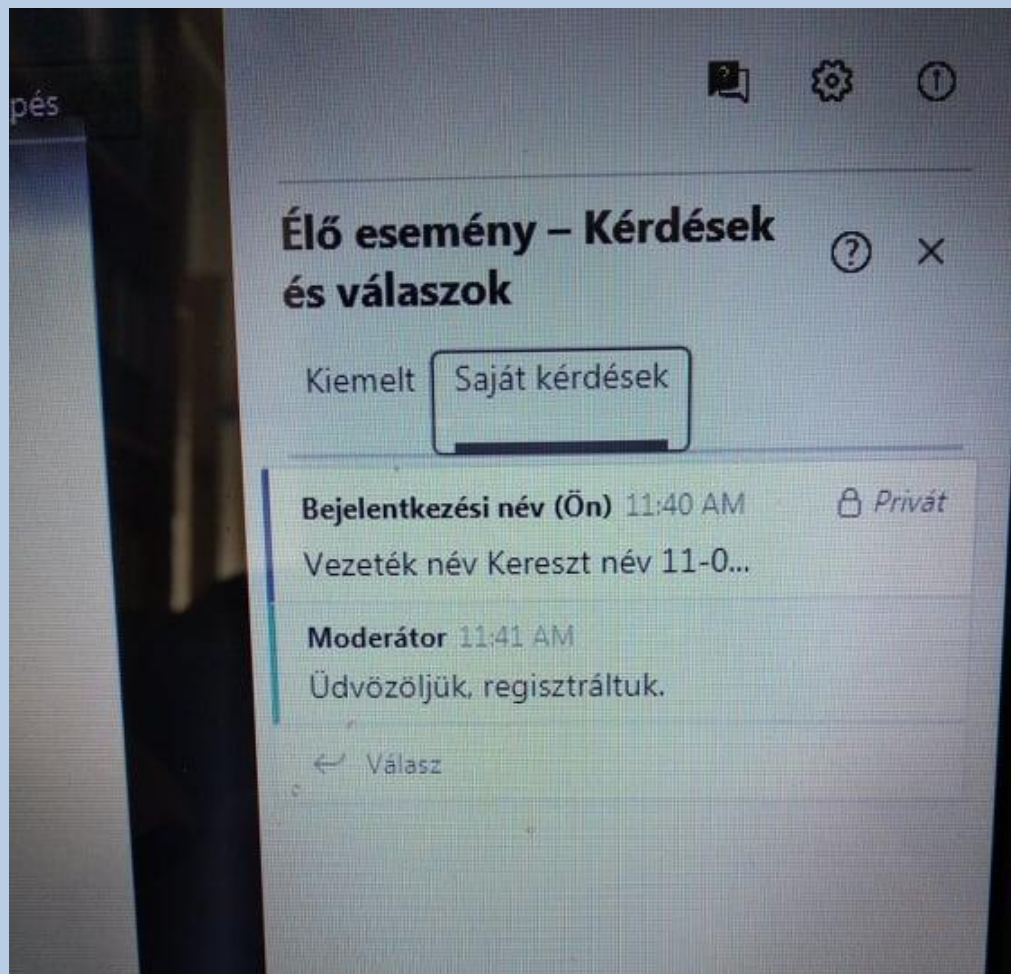 pés
Élő esemény – Kérdések
és válaszok
Kiemelt Saját kérdések
Bejelentkezési név (Ön) 11:40 AM Privát
Vezeték név Kereszt név 11-0...
Moderátor 11:41 AM
Üdvözöljük, regisztráltuk.
Válasz